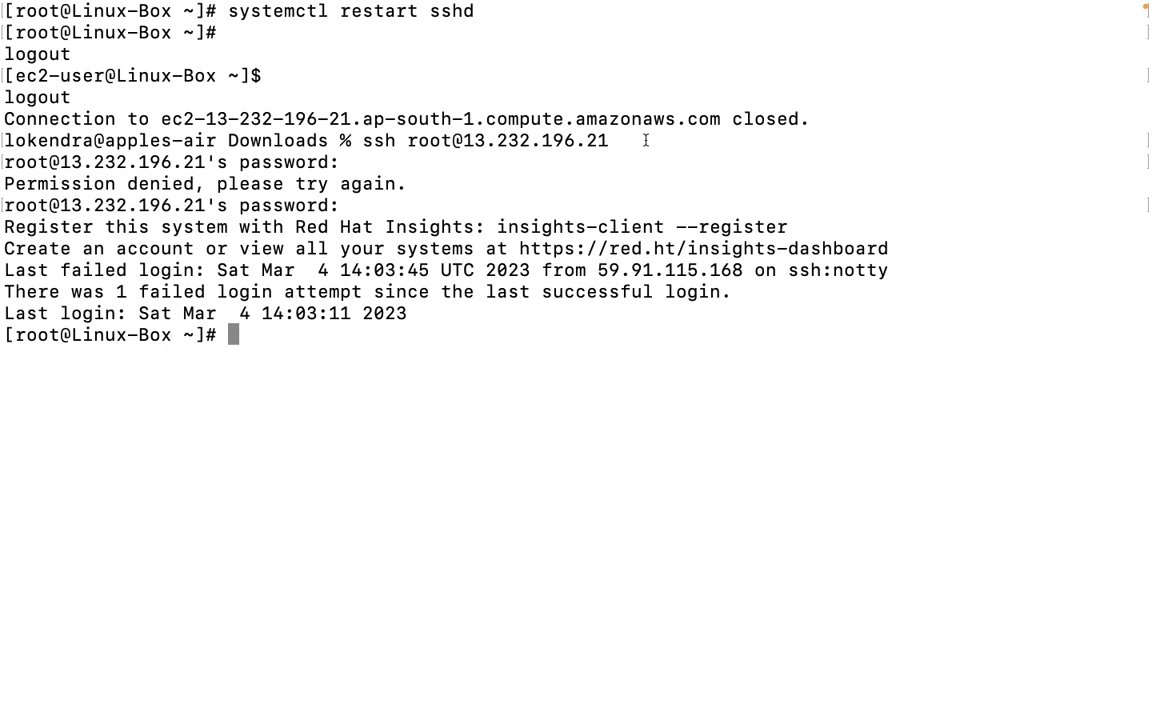 [root@Linux-Box ~]# systemctl restart sshd
[root@Linux-Box ~]#
logout
[ec2-user@Linux-Box ~]$
logout
Connection to ec2-13-232-196-21.ap-south-1.compute.amazonaws.com closed.
lokendra@apples-air Downloads % ssh root@13.232.196.21
root@13.232.196.21's password:
Permission denied, please try again.
root@13.232.196.21's password:
Register this system with Red Hat Insights: insights-client --register
Create an account or view all your systems at https://red.ht/insights-dashboard
Last failed login: Sat Mar  4 14:03:45 UTC 2023 from 59.91.115.168 on ssh:notty
There was 1 failed login attempt since the last successful login.
Last login: Sat Mar  4 14:03:11 2023
[root@Linux-Box ~]#